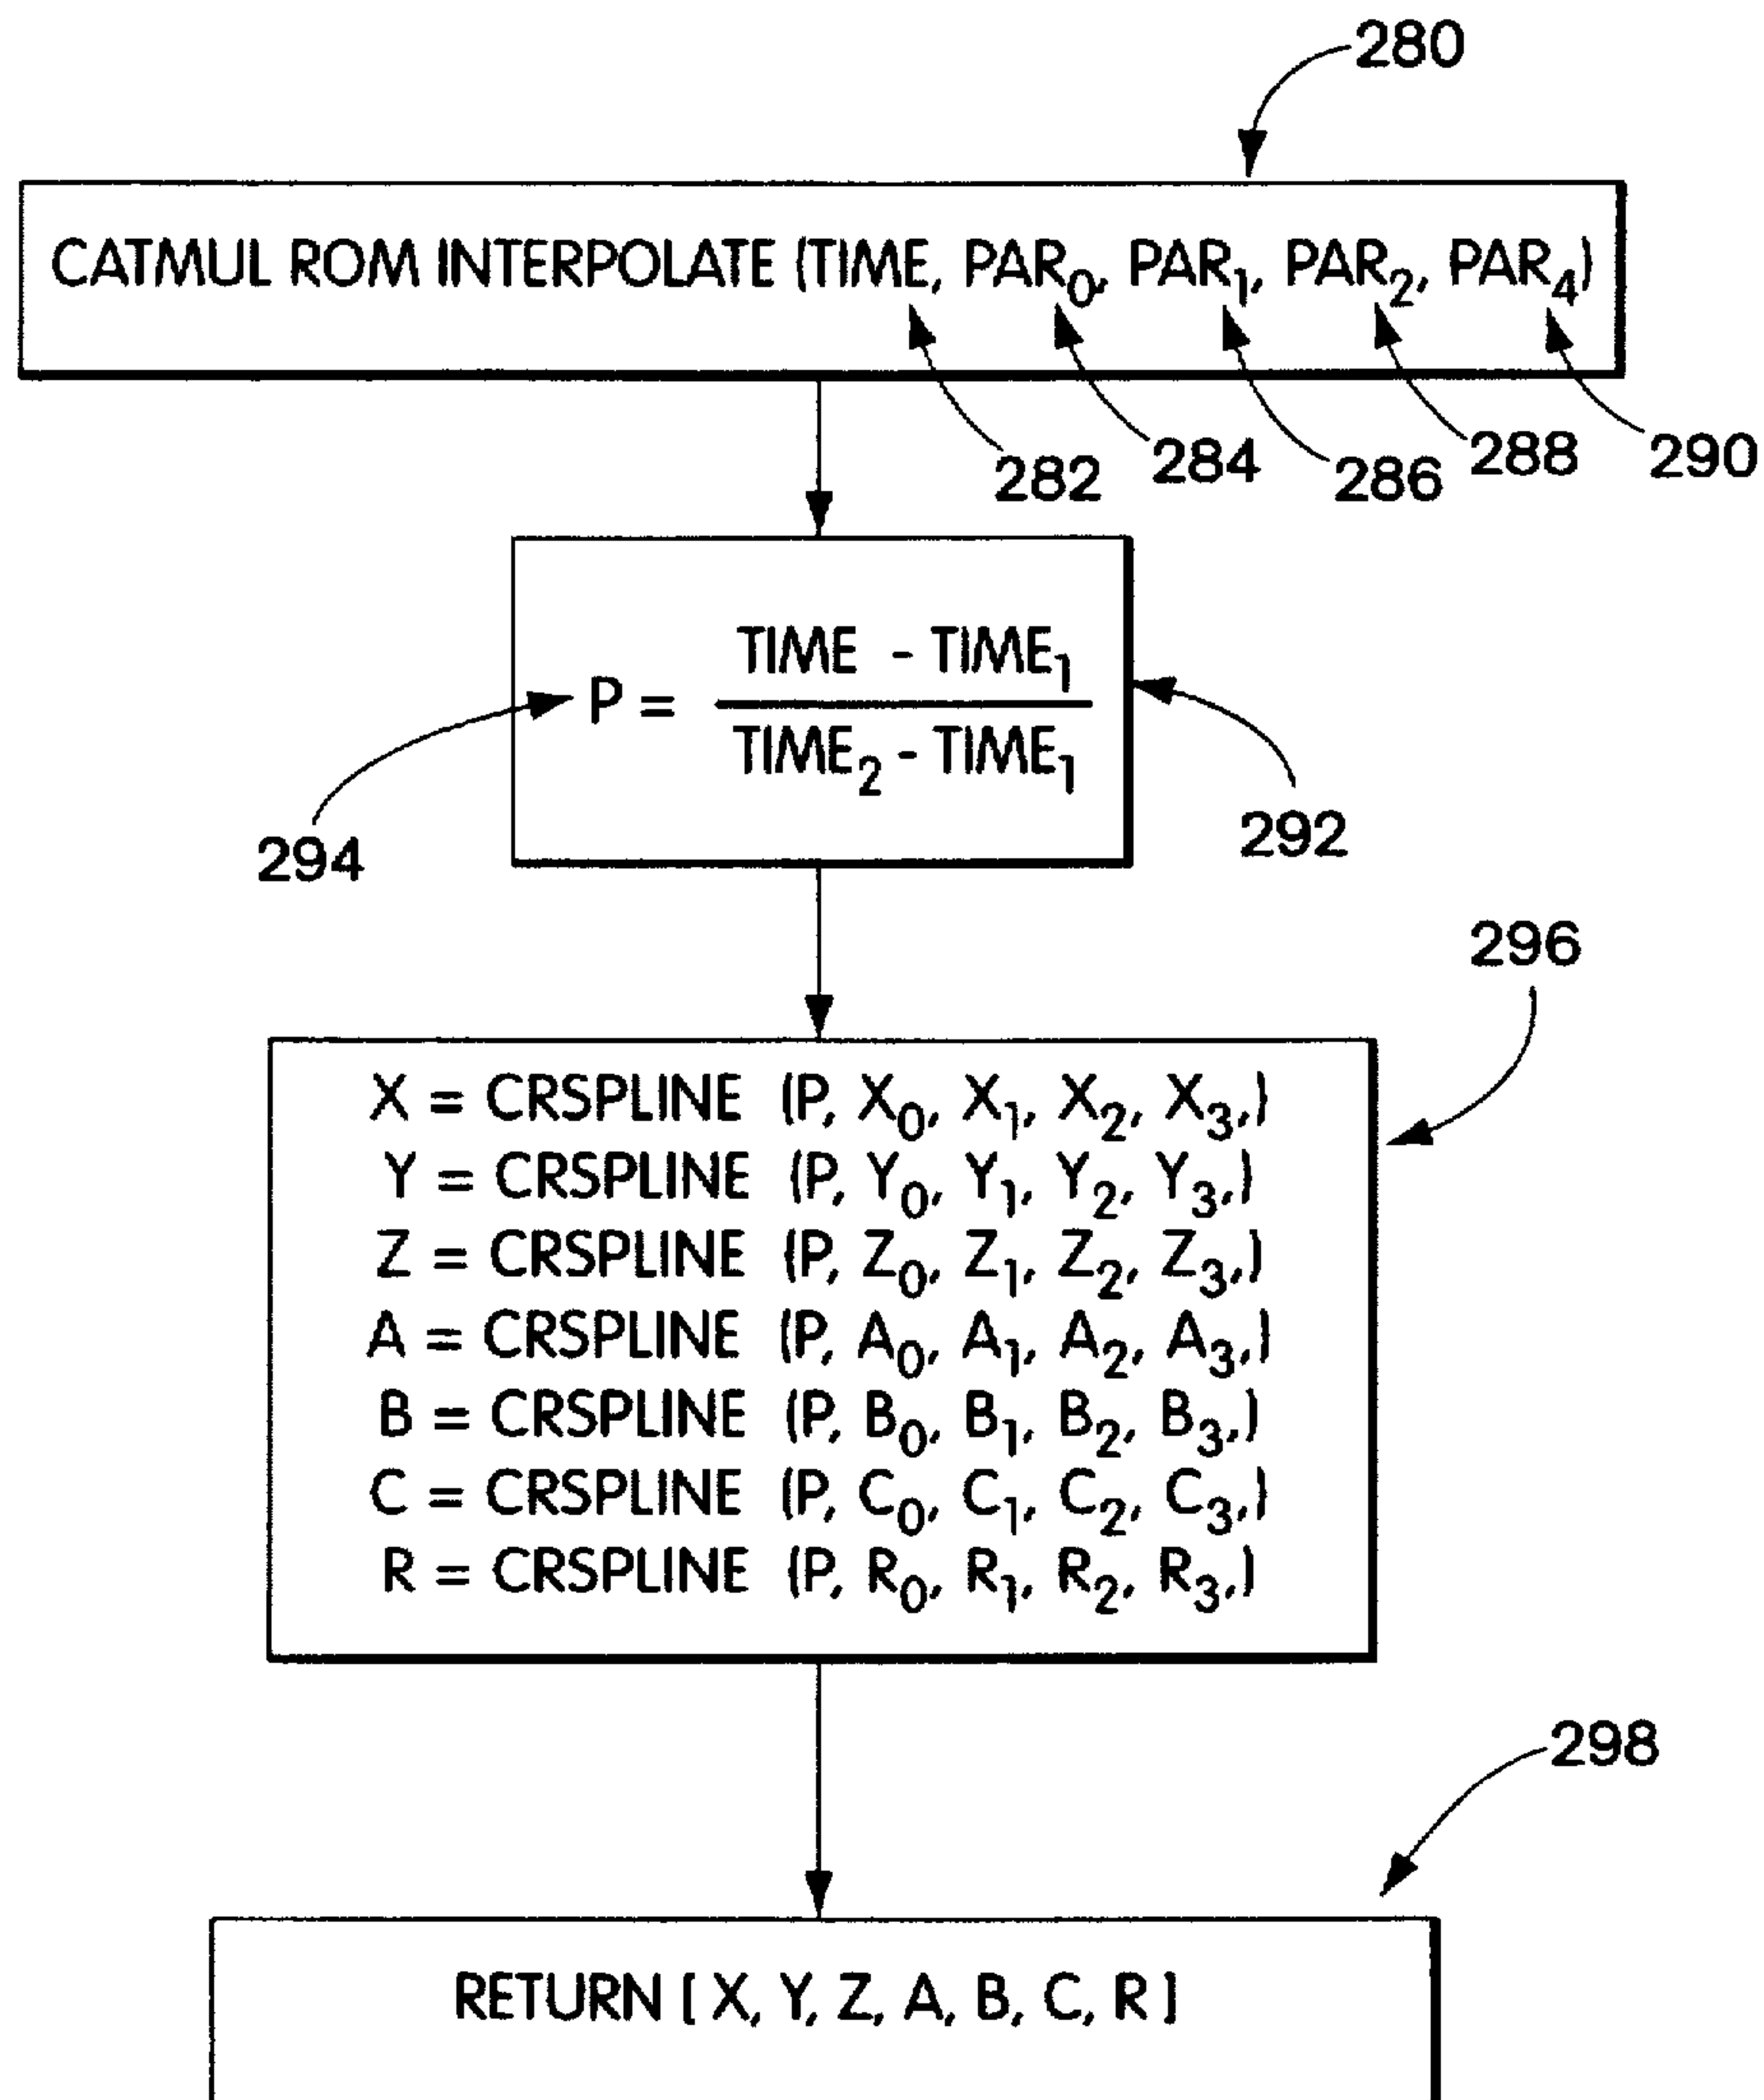 280
CATMUL ROM INTERPOLATE (TIME, PAR₀, PAR₁, PAR₂, PAR₄)
282 284 286 288 290
TIME - TIME₁
P =
TIME₂ - TIME₁
294
292
296
X = CRSPLINE (P, X₀, X₁, X₂, X₃,)
Y = CRSPLINE (P, Y₀, Y₁, Y₂, Y₃,)
Z = CRSPLINE (P, Z₀, Z₁, Z₂, Z₃,)
A = CRSPLINE (P, A₀, A₁, A₂, A₃,)
B = CRSPLINE (P, B₀, B₁, B₂, B₃,)
C = CRSPLINE (P, C₀, C₁, C₂, C₃,)
R = CRSPLINE (P, R₀, R₁, R₂, R₃,)
298
RETURN [ X, Y, Z, A, B, C, R ]